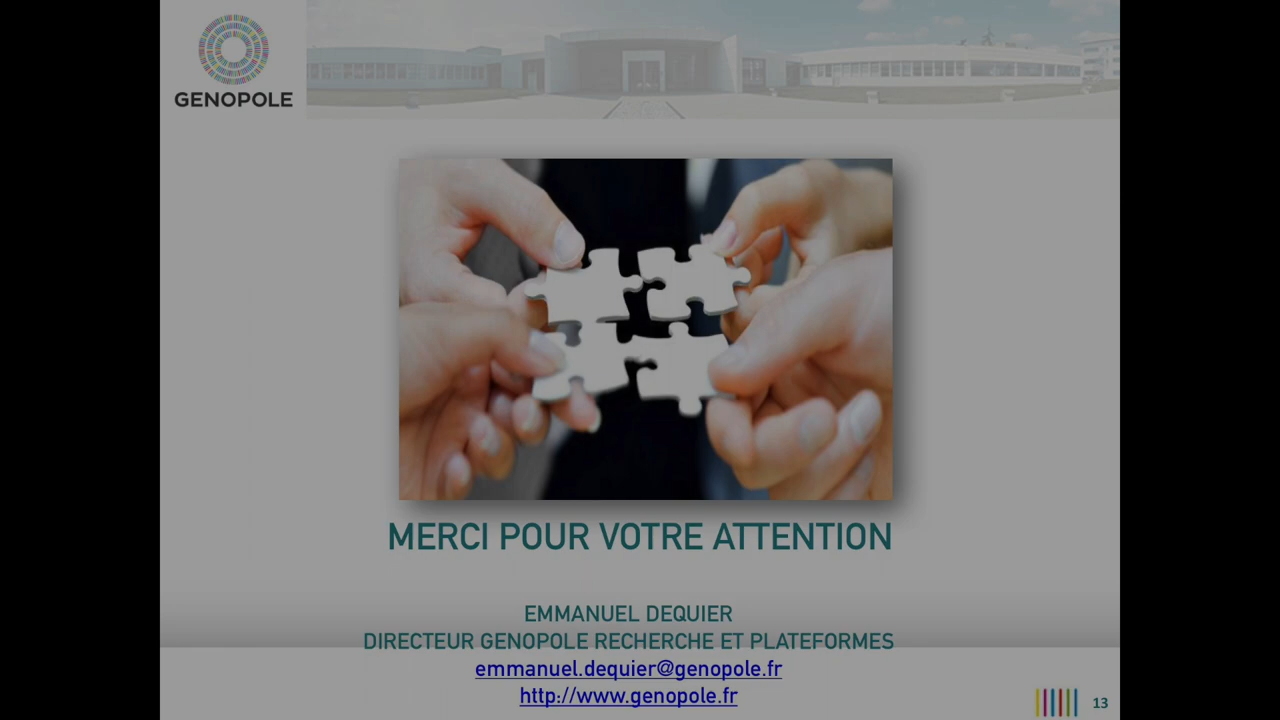 GENOPOLE
MERCI POUR VOTRE ATTENTION
EMMANUEL DEQUIER
DIRECTEUR GENOPOLE RECHERCHE ET PLATEFORMES
emmanuel.dequier@genopole.fr
http://www.genopole.fr
13